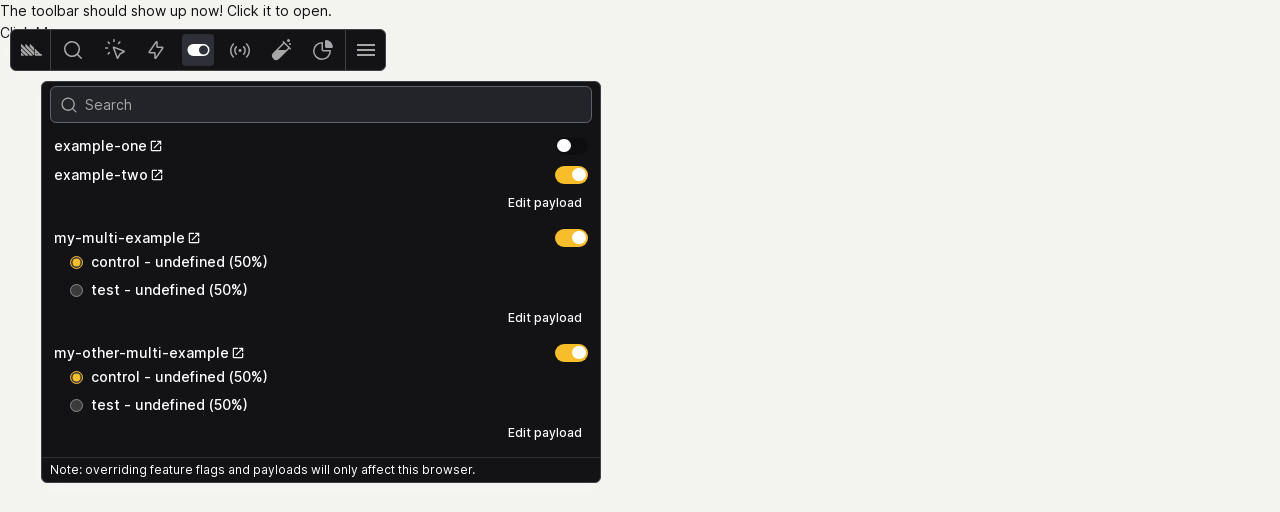 The toolbar should show up now! Click it to open.
Search
example-one
example-two
Edit payload
my-multi-example
control - undefined (50%)
test - undefined (50%)
Edit payload
my-other-multi-example
control - undefined (50%)
test - undefined (50%)
Edit payload
Note: overriding feature flags and payloads will only affect this browser.